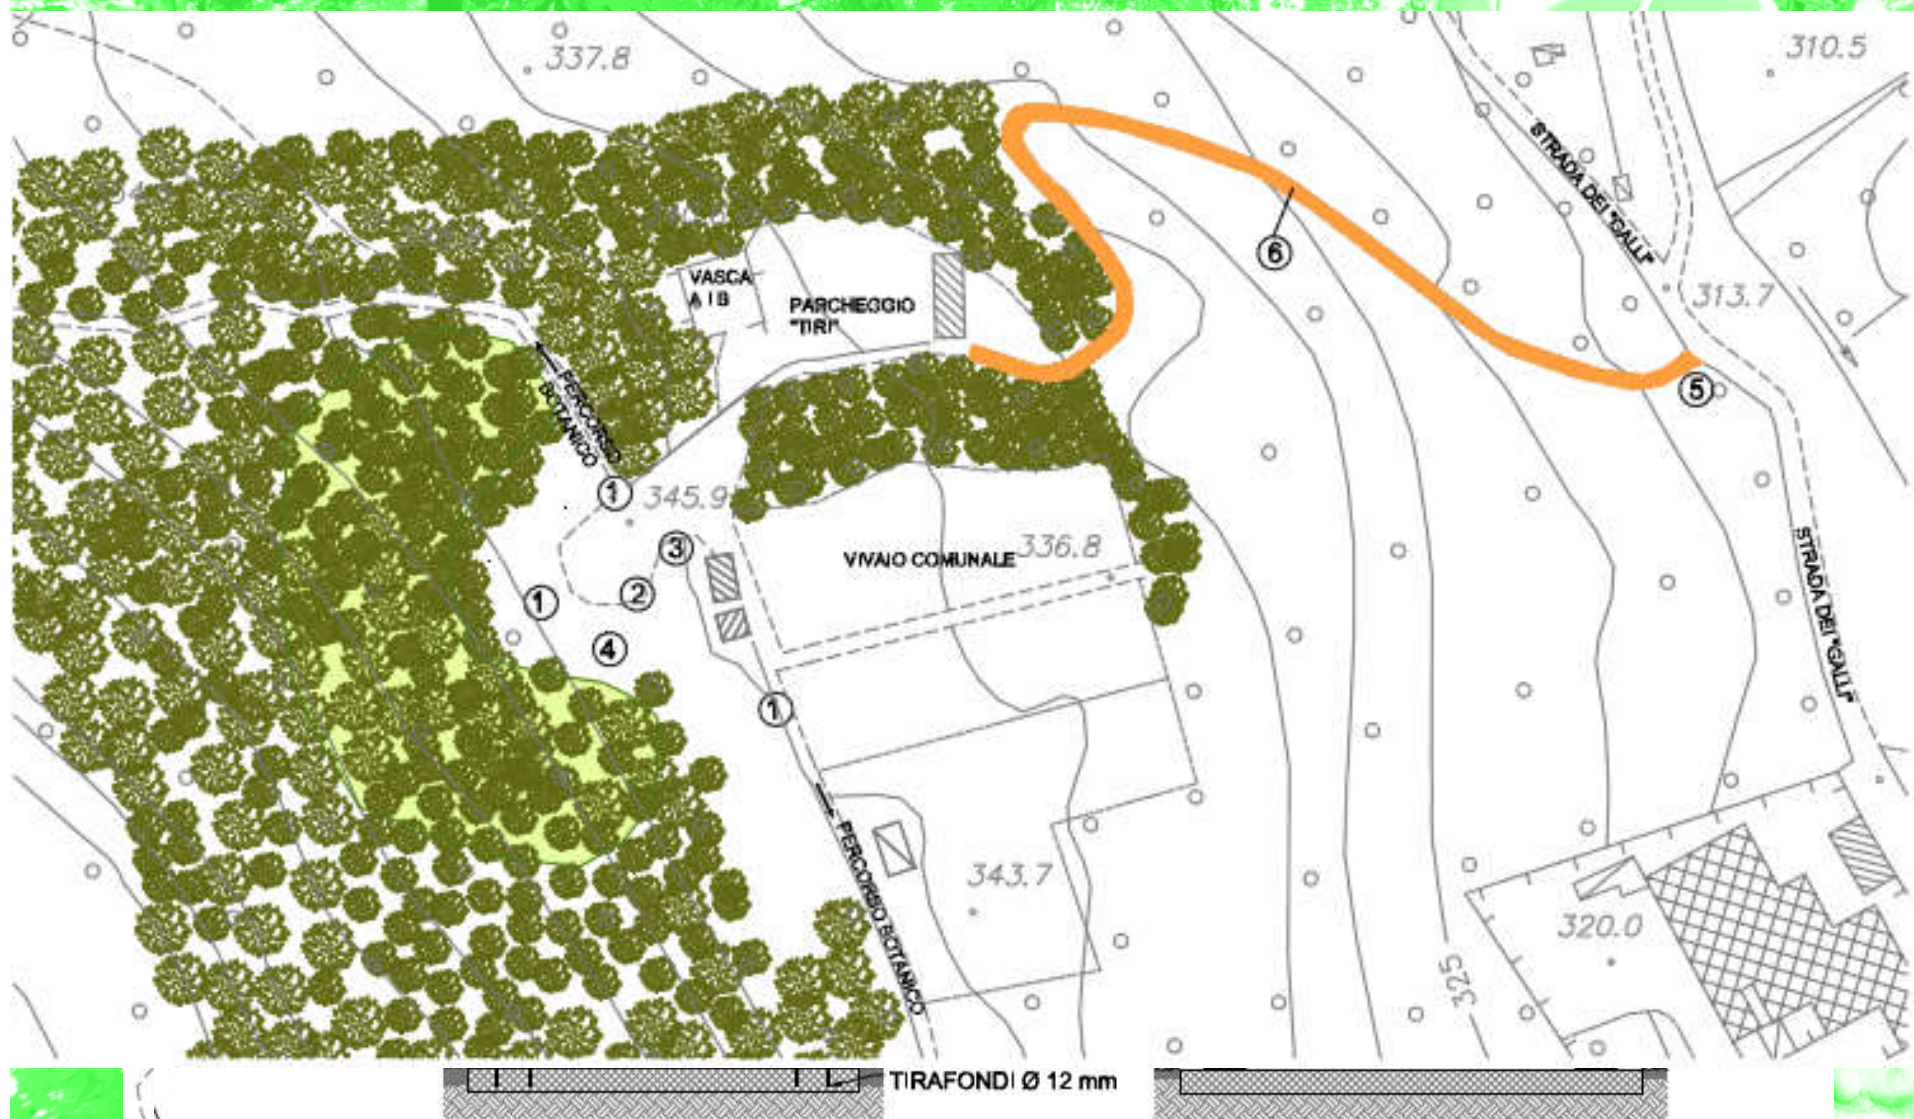 337.8
310.5
STRADA DEI "GALLI"
VASCA
A I B
PARCHEGGIO
"TIRI"
6
313.7
5
PERCORSO
BOTANICO
1
345.9
3
VIVAIO COMUNALE
336.8
1
2
4
STRADA DEI "GALLI"
1
PERCORSO BOTANICO
343.7
320.0
325
TIRAFONDI Ø 12 mm